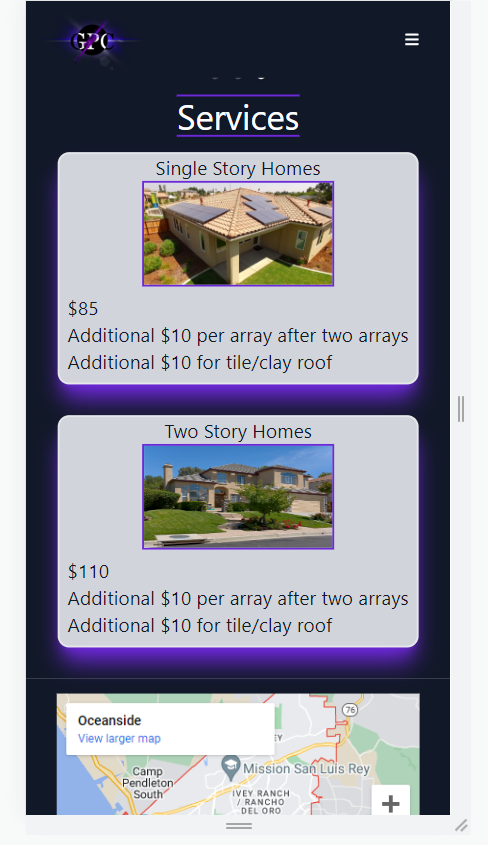 GPC
Services
Single Story Homes
$85
Additional $10 per array after two arrays
Additional $10 for tile/clay roof
Two Story Homes
$110
Additional $10 per array after two arrays
Additional $10 for tile/clay roof
Oceanside
View larger map
76
EY
Mission San Luis Rey
Camp
Pendleton
South
IVEY RANCH
/ RANCHO
DEL ORO
+